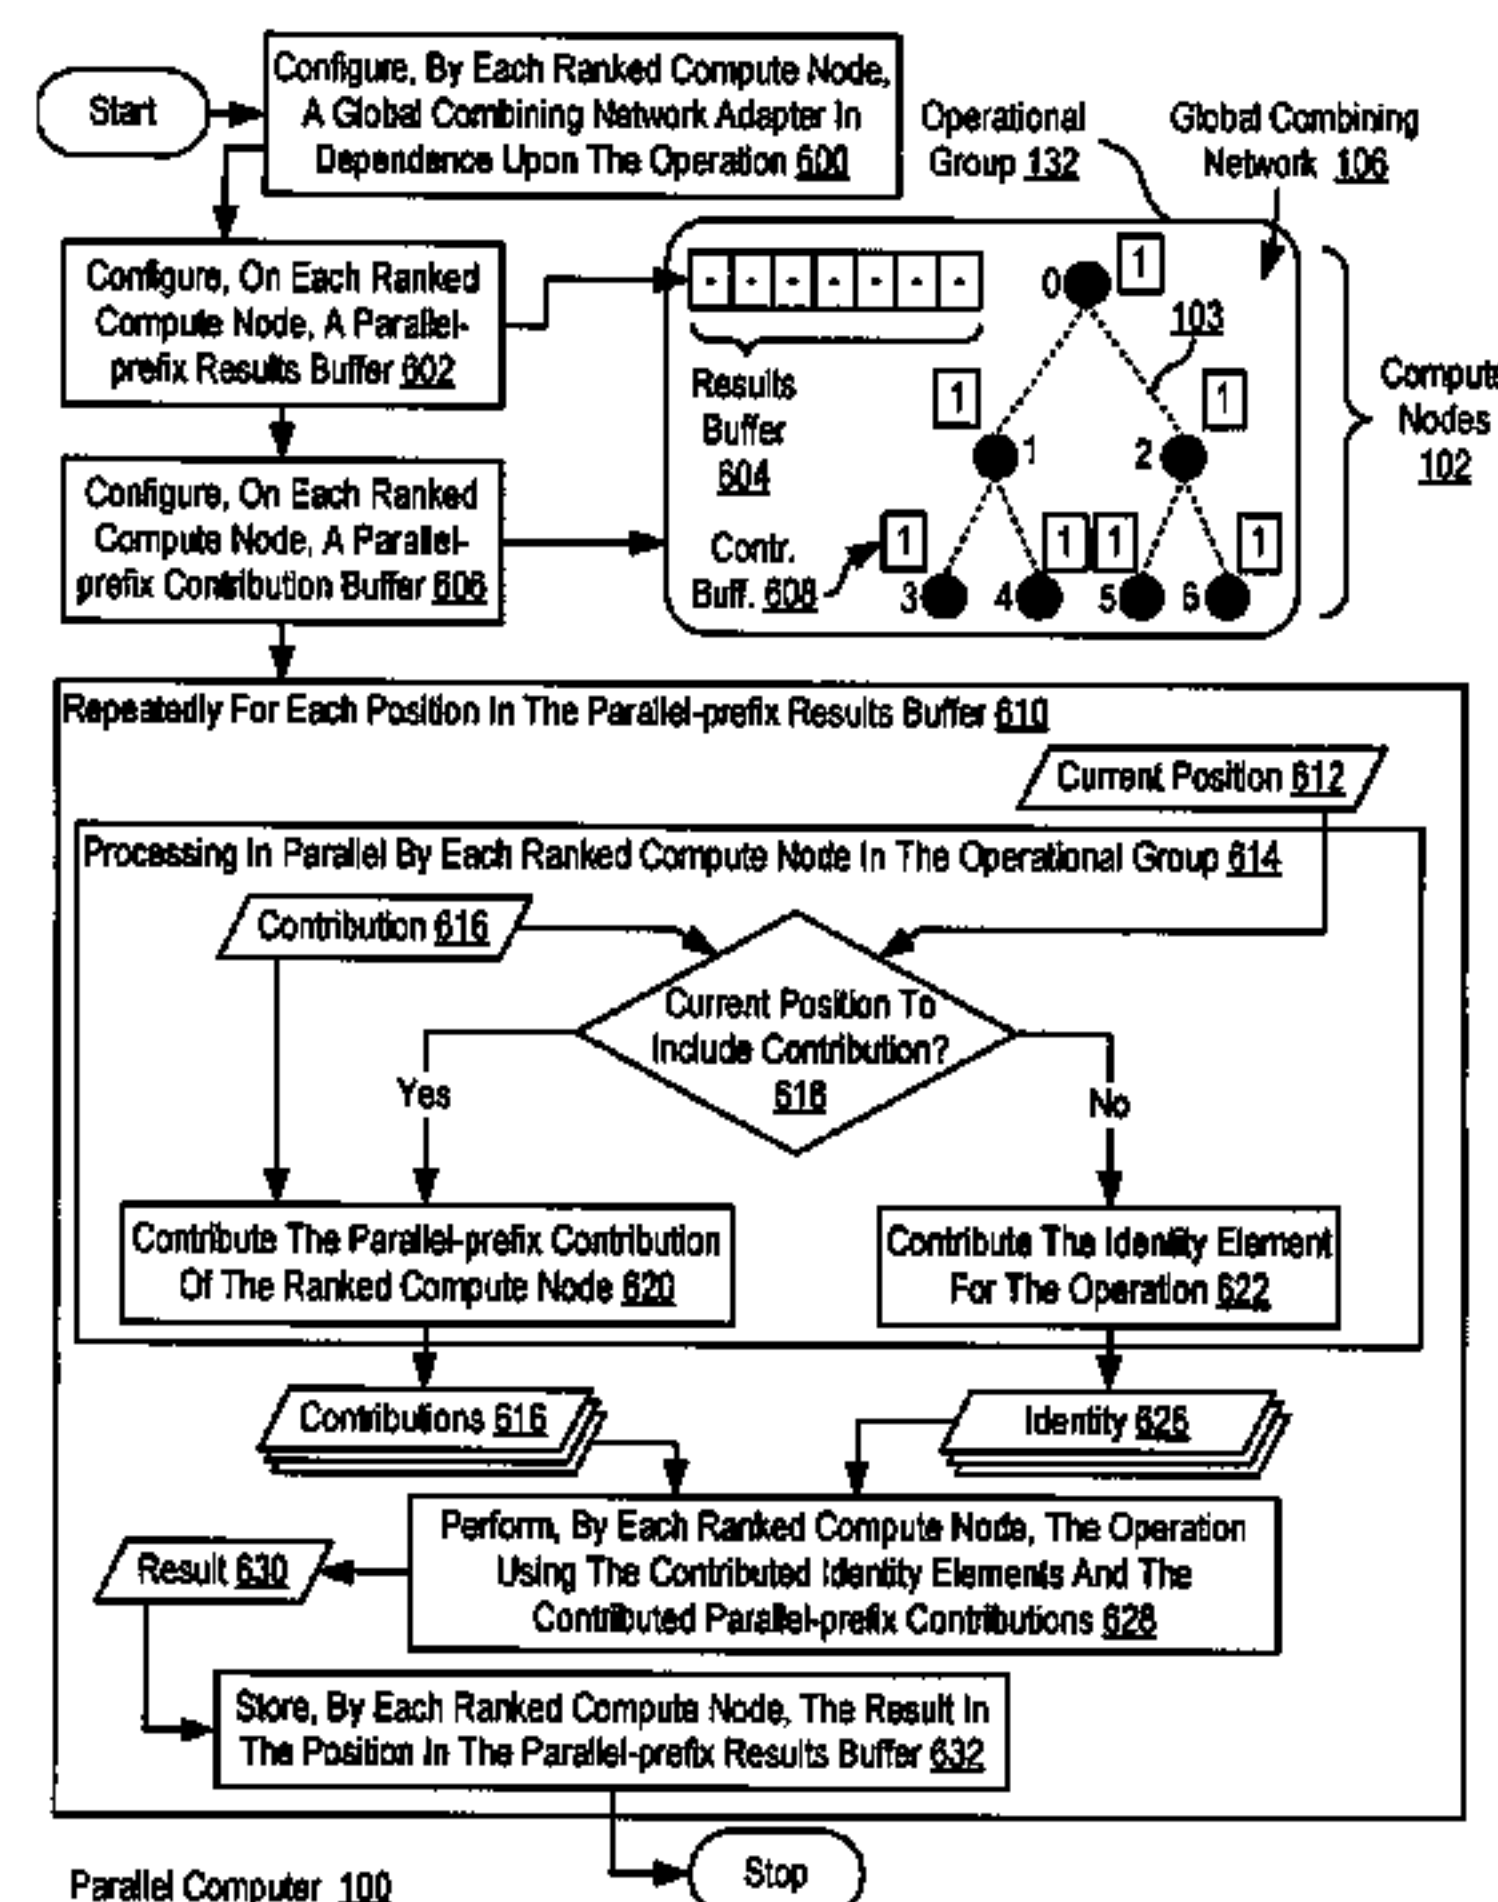 Start
Configure, By Each Ranked Compute Node,
A Global Combining Network Adapter In
Dependence Upon The Operation 600
Operational
Group 132
Global Combining
Network 106
Configure, On Each Ranked
Compute Node, A Parallel-
prefix Results Buffer 602
- - - - - - -
0
1
103
Results
Buffer
604
1
1
1
2
Compute
Nodes
102
Configure, On Each Ranked
Compute Node, A Parallel-
prefix Contribution Buffer 606
Contr.
Buff. 608
1
1
1
1
3
4
5
6
Repeatedly For Each Position In The Parallel-prefix Results Buffer 610
Current Position 612
Processing In Parallel By Each Ranked Compute Node In The Operational Group 614
Contribution 616
Current Position To
Include Contribution?
618
Yes
No
Contribute The Parallel-prefix Contribution
Of The Ranked Compute Node 620
Contribute The Identity Element
For The Operation 622
Contributions 616
Identity 626
Perform, By Each Ranked Compute Node, The Operation
Using The Contributed Identity Elements And The
Contributed Parallel-prefix Contributions 628
Result 630
Store, By Each Ranked Compute Node, The Result In
The Position In The Parallel-prefix Results Buffer 632
Stop
Parallel Computer 100